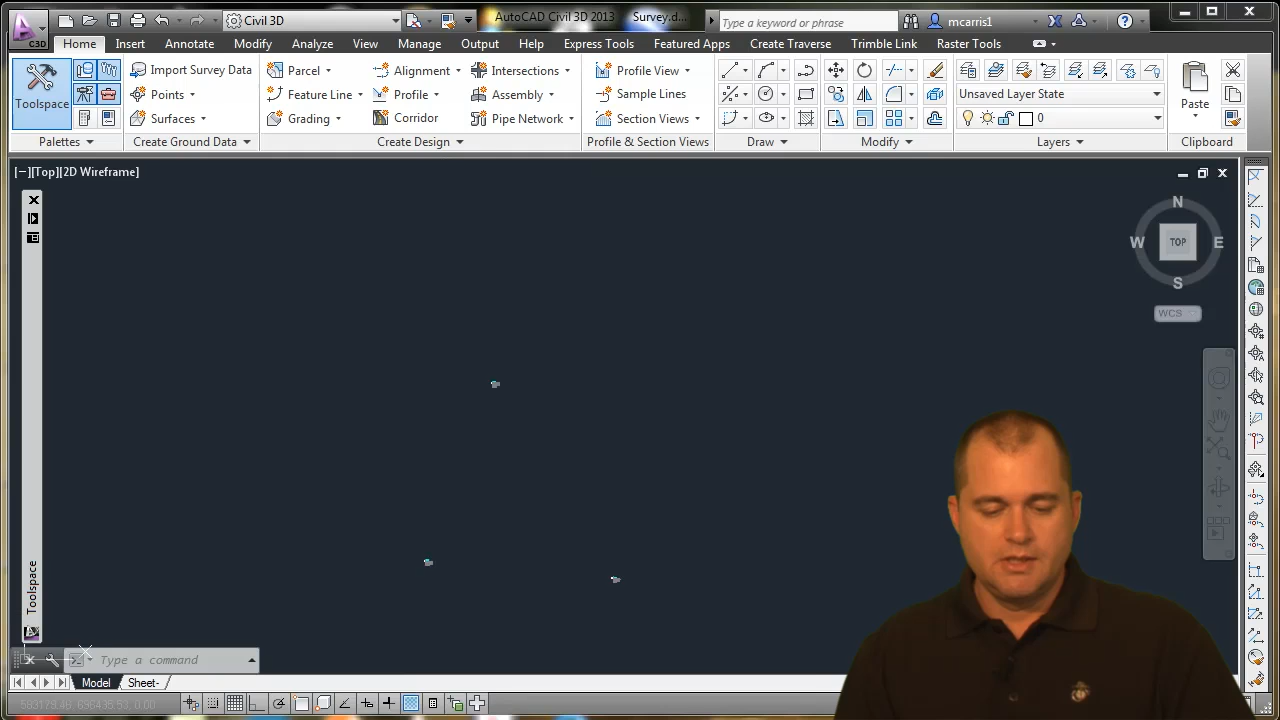 Civil 3D
AutoCAD Civil 3D 2013 Survey.d...
Type a keyword or phrase
mcarris1
C3D
Home Insert Annotate Modify Analyze View Manage Output Help Express Tools Featured Apps Create Traverse Trimble Link Raster Tools
Toolspace
Import Survey Data
Points
Surfaces
Parcel
Feature Line
Grading
Alignment
Profile
Corridor
Intersections
Assembly
Pipe Network
Profile View
Sample Lines
Section Views
Unsaved Layer State
0
Paste
Palettes Create Ground Data Create Design Profile & Section Views Draw Modify Layers Clipboard
[−][Top][2D Wireframe]
N
W TOP E
S
WCS
Toolspace
Type a command
Model Sheet-